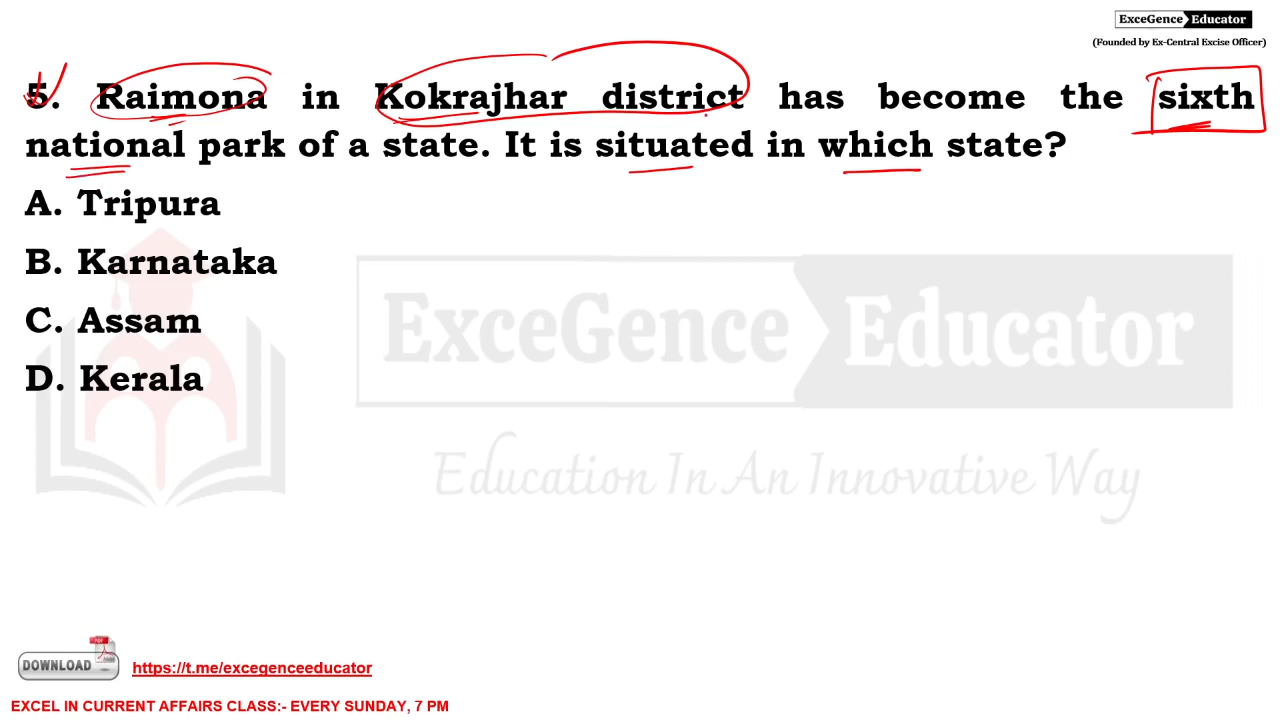 ExceGence Educator
(Founded by Ex-Central Excise Officer)
5. Raimona in Kokrajhar district has become the sixth
national park of a state. It is situated in which state?
A. Tripura
B. Karnataka
C. Assam
D. Kerala
ExceGence Educator
Education In An Innovative Way
PDF
Adobe
DOWNLOAD
https://t.me/excegenceeducator
EXCEL IN CURRENT AFFAIRS CLASS:- EVERY SUNDAY, 7 PM